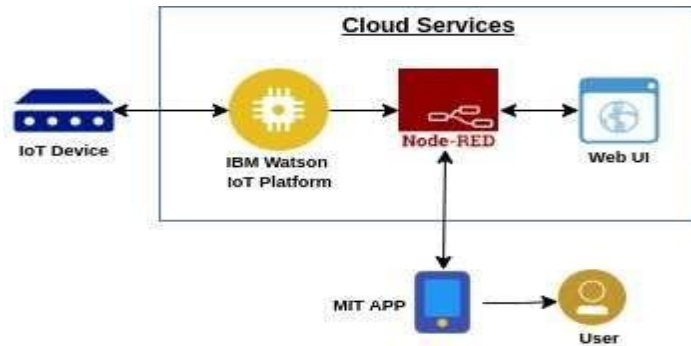 Cloud Services
IoT Device
IBM Watson
IoT Platform
Node-RED
Web UI
MIT APP
User